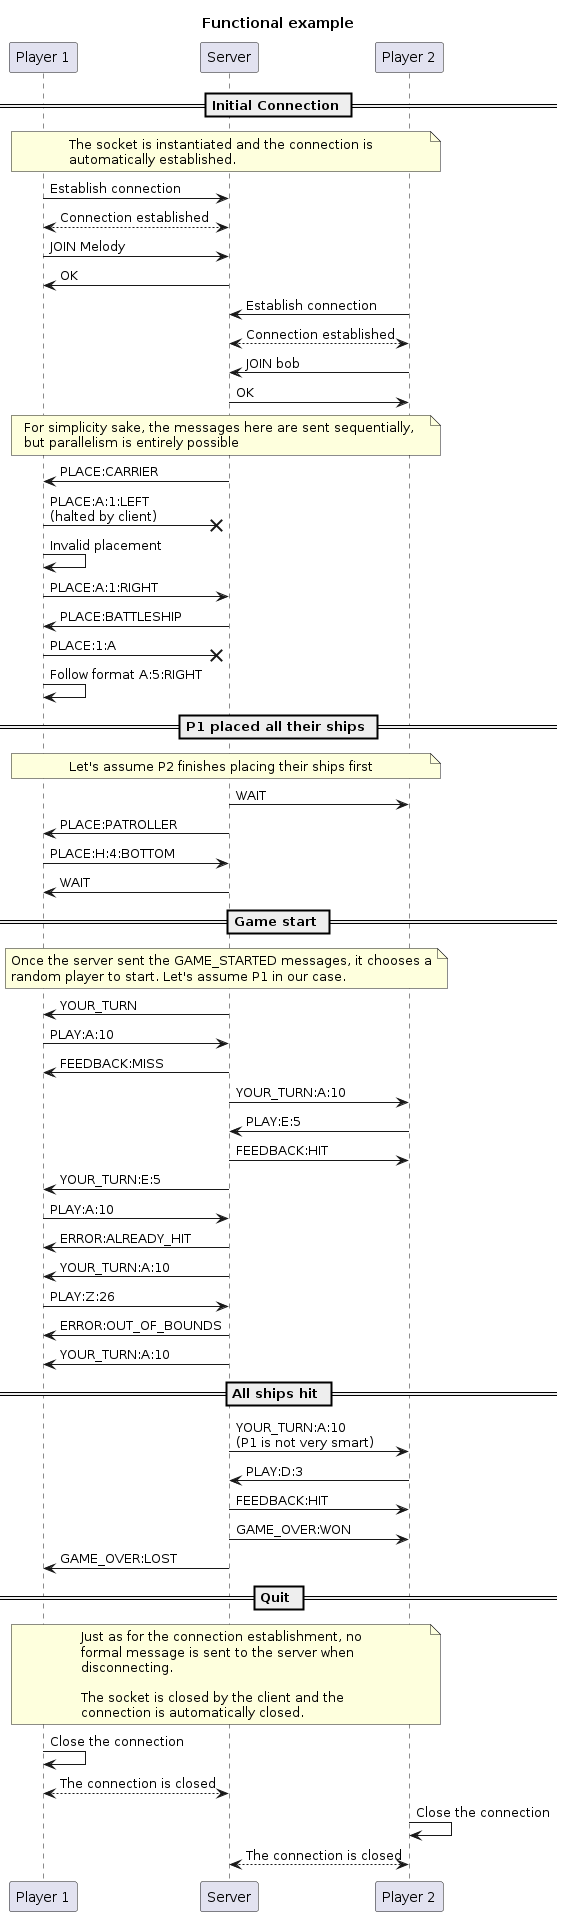 Functional example
Player 1
Server
Player 2
Initial Connection
The socket is instantiated and the connection is
automatically established.
Establish connection
Connection established
JOIN Melody
OK
Establish connection
Connection established
JOIN bob
OK
For simplicity sake, the messages here are sent sequentially,
but parallelism is entirely possible
PLACE:CARRIER
PLACE:A:1:LEFT
(halted by client)
Invalid placement
PLACE:A:1:RIGHT
PLACE:BATTLESHIP
PLACE:1:A
Follow format A:5:RIGHT
P1 placed all their ships
Let's assume P2 finishes placing their ships first
WAIT
PLACE:PATROLLER
PLACE:H:4:BOTTOM
WAIT
Game start
Once the server sent the GAME_STARTED messages, it chooses a
random player to start. Let's assume P1 in our case.
YOUR_TURN
PLAY:A:10
FEEDBACK:MISS
YOUR_TURN:A:10
PLAY:E:5
FEEDBACK:HIT
YOUR_TURN:E:5
PLAY:A:10
ERROR:ALREADY_HIT
YOUR_TURN:A:10
PLAY:Z:26
ERROR:OUT_OF_BOUNDS
YOUR_TURN:A:10
All ships hit
YOUR_TURN:A:10
(P1 is not very smart)
PLAY:D:3
FEEDBACK:HIT
GAME_OVER:WON
GAME_OVER:LOST
Quit
Just as for the connection establishment, no
formal message is sent to the server when
disconnecting.
The socket is closed by the client and the
connection is automatically closed.
Close the connection
The connection is closed
Close the connection
The connection is closed
Player 1
Server
Player 2